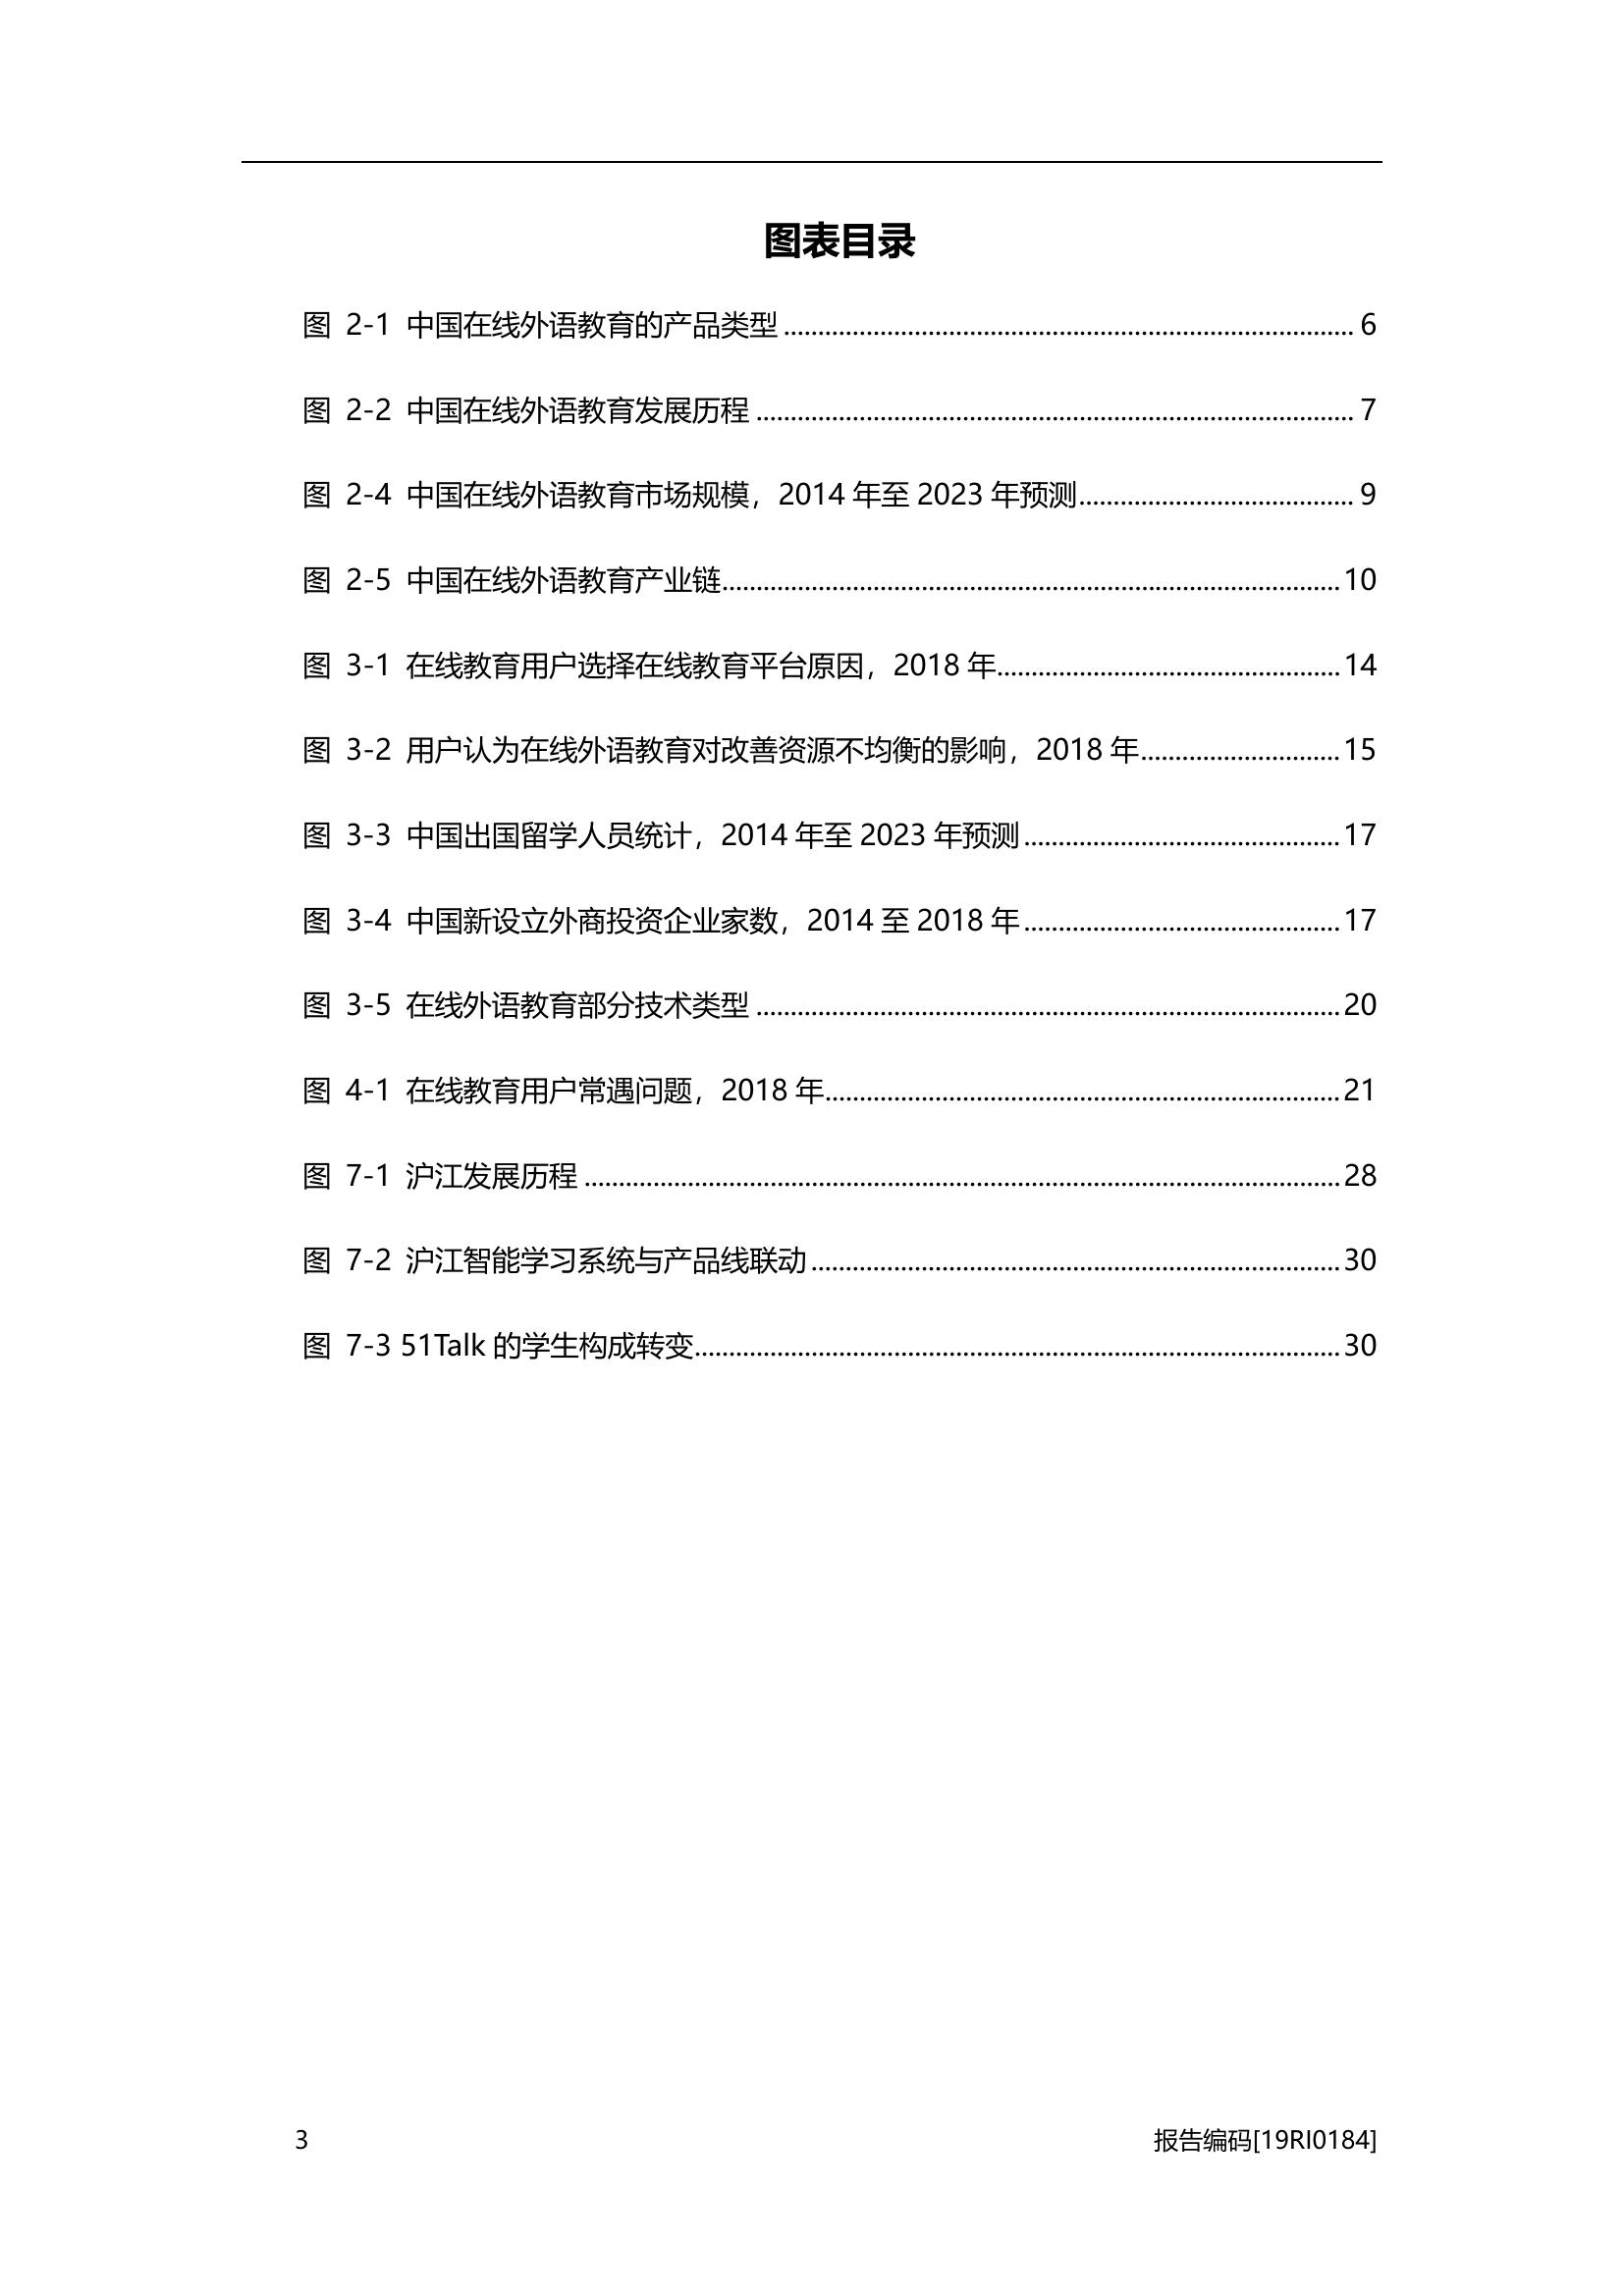 图表目录
图 2-1 中国在线外语教育的产品类型 6
图 2-2 中国在线外语教育发展历程 7
图 2-4 中国在线外语教育市场规模，2014 年至 2023 年预测 9
图 2-5 中国在线外语教育产业链 10
图 3-1 在线教育用户选择在线教育平台原因，2018 年 14
图 3-2 用户认为在线外语教育对改善资源不均衡的影响，2018 年 15
图 3-3 中国出国留学人员统计，2014 年至 2023 年预测 17
图 3-4 中国新设立外商投资企业家数，2014 至 2018 年 17
图 3-5 在线外语教育部分技术类型 20
图 4-1 在线教育用户常遇问题，2018 年 21
图 7-1 沪江发展历程 28
图 7-2 沪江智能学习系统与产品线联动 30
图 7-3 51Talk 的学生构成转变 30
3 报告编码[19RI0184]